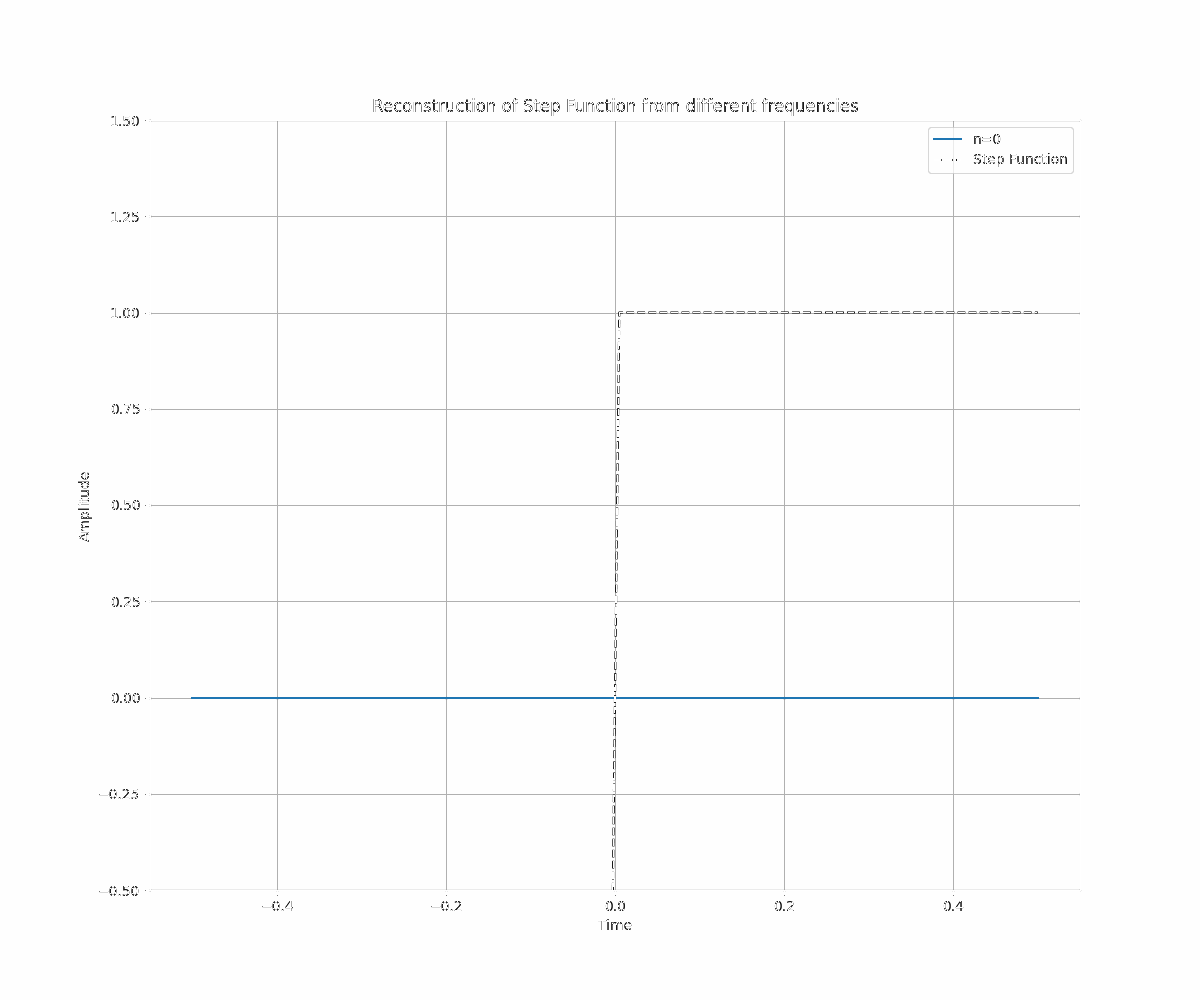 Reconstruction of Step Function from different frequencies
1.50
n=0
Step Function
1.25
1.00
0.75
0.50
0.25
0.00
−0.25
−0.50
Amplitude
−0.4 −0.2 0.0 0.2 0.4
Time